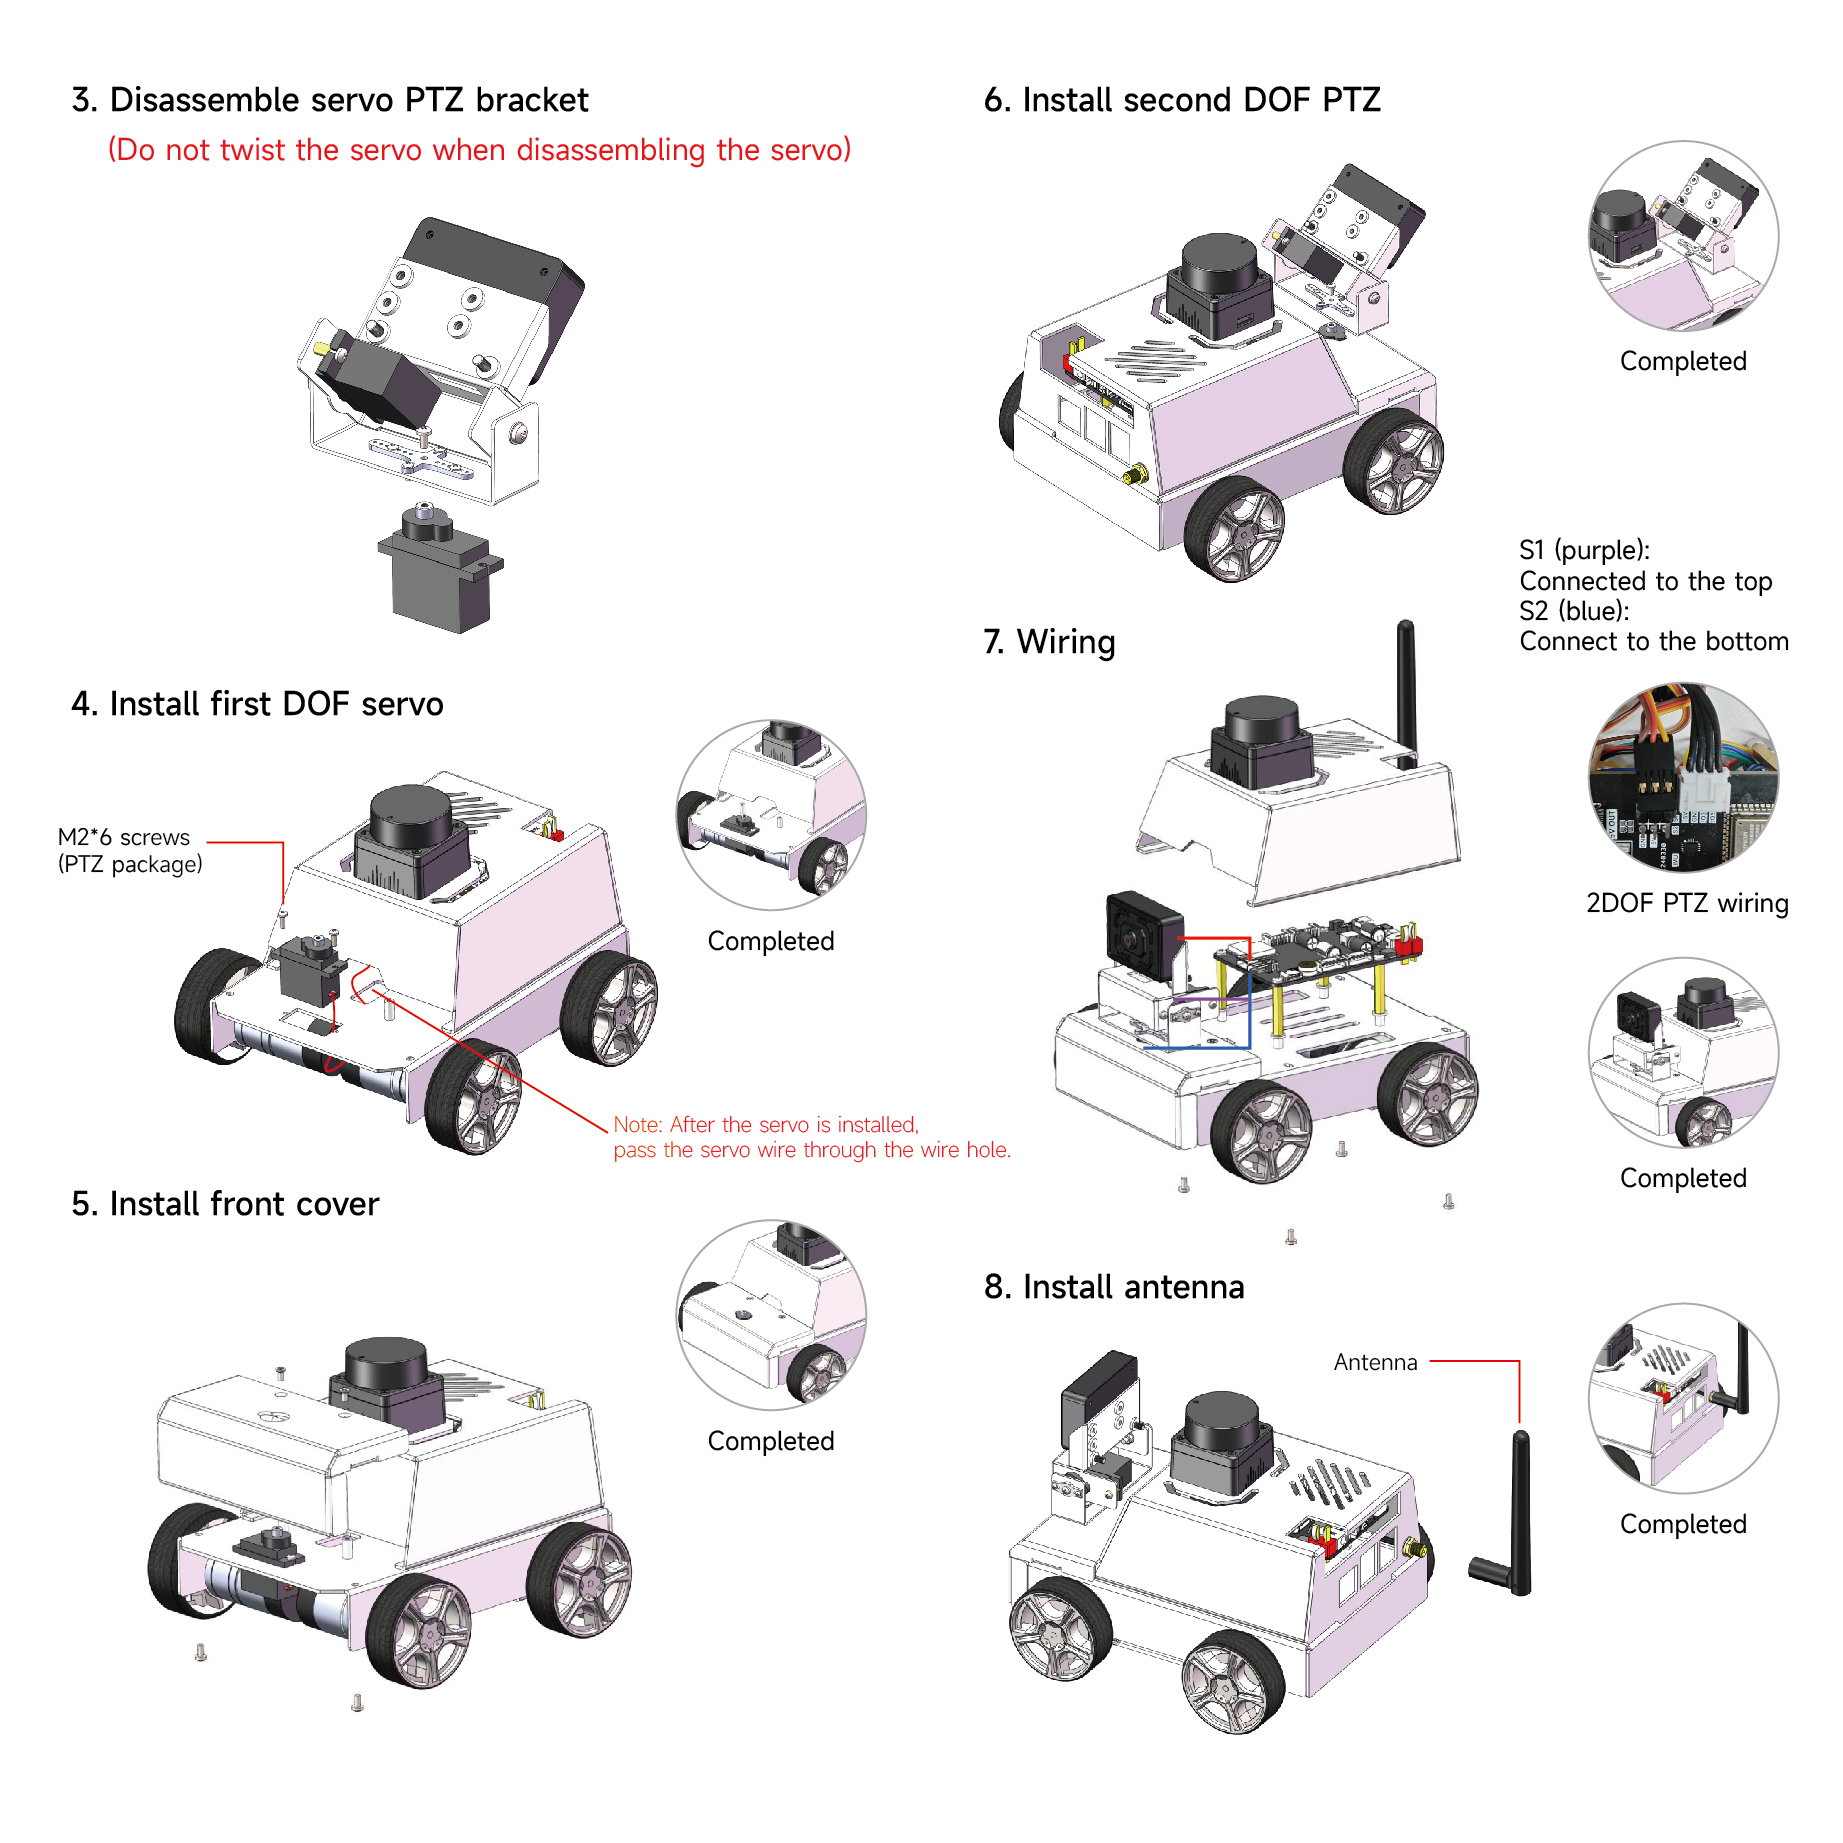 3. Disassemble servo PTZ bracket
(Do not twist the servo when disassembling the servo)
4. Install first DOF servo
M2*6 screws
(PTZ package)
Completed
Note: After the servo is installed,
pass the servo wire through the wire hole.
5. Install front cover
Completed
6. Install second DOF PTZ
Completed
S1 (purple):
Connected to the top
S2 (blue):
Connect to the bottom
7. Wiring
2DOF PTZ wiring
Completed
8. Install antenna
Antenna
Completed